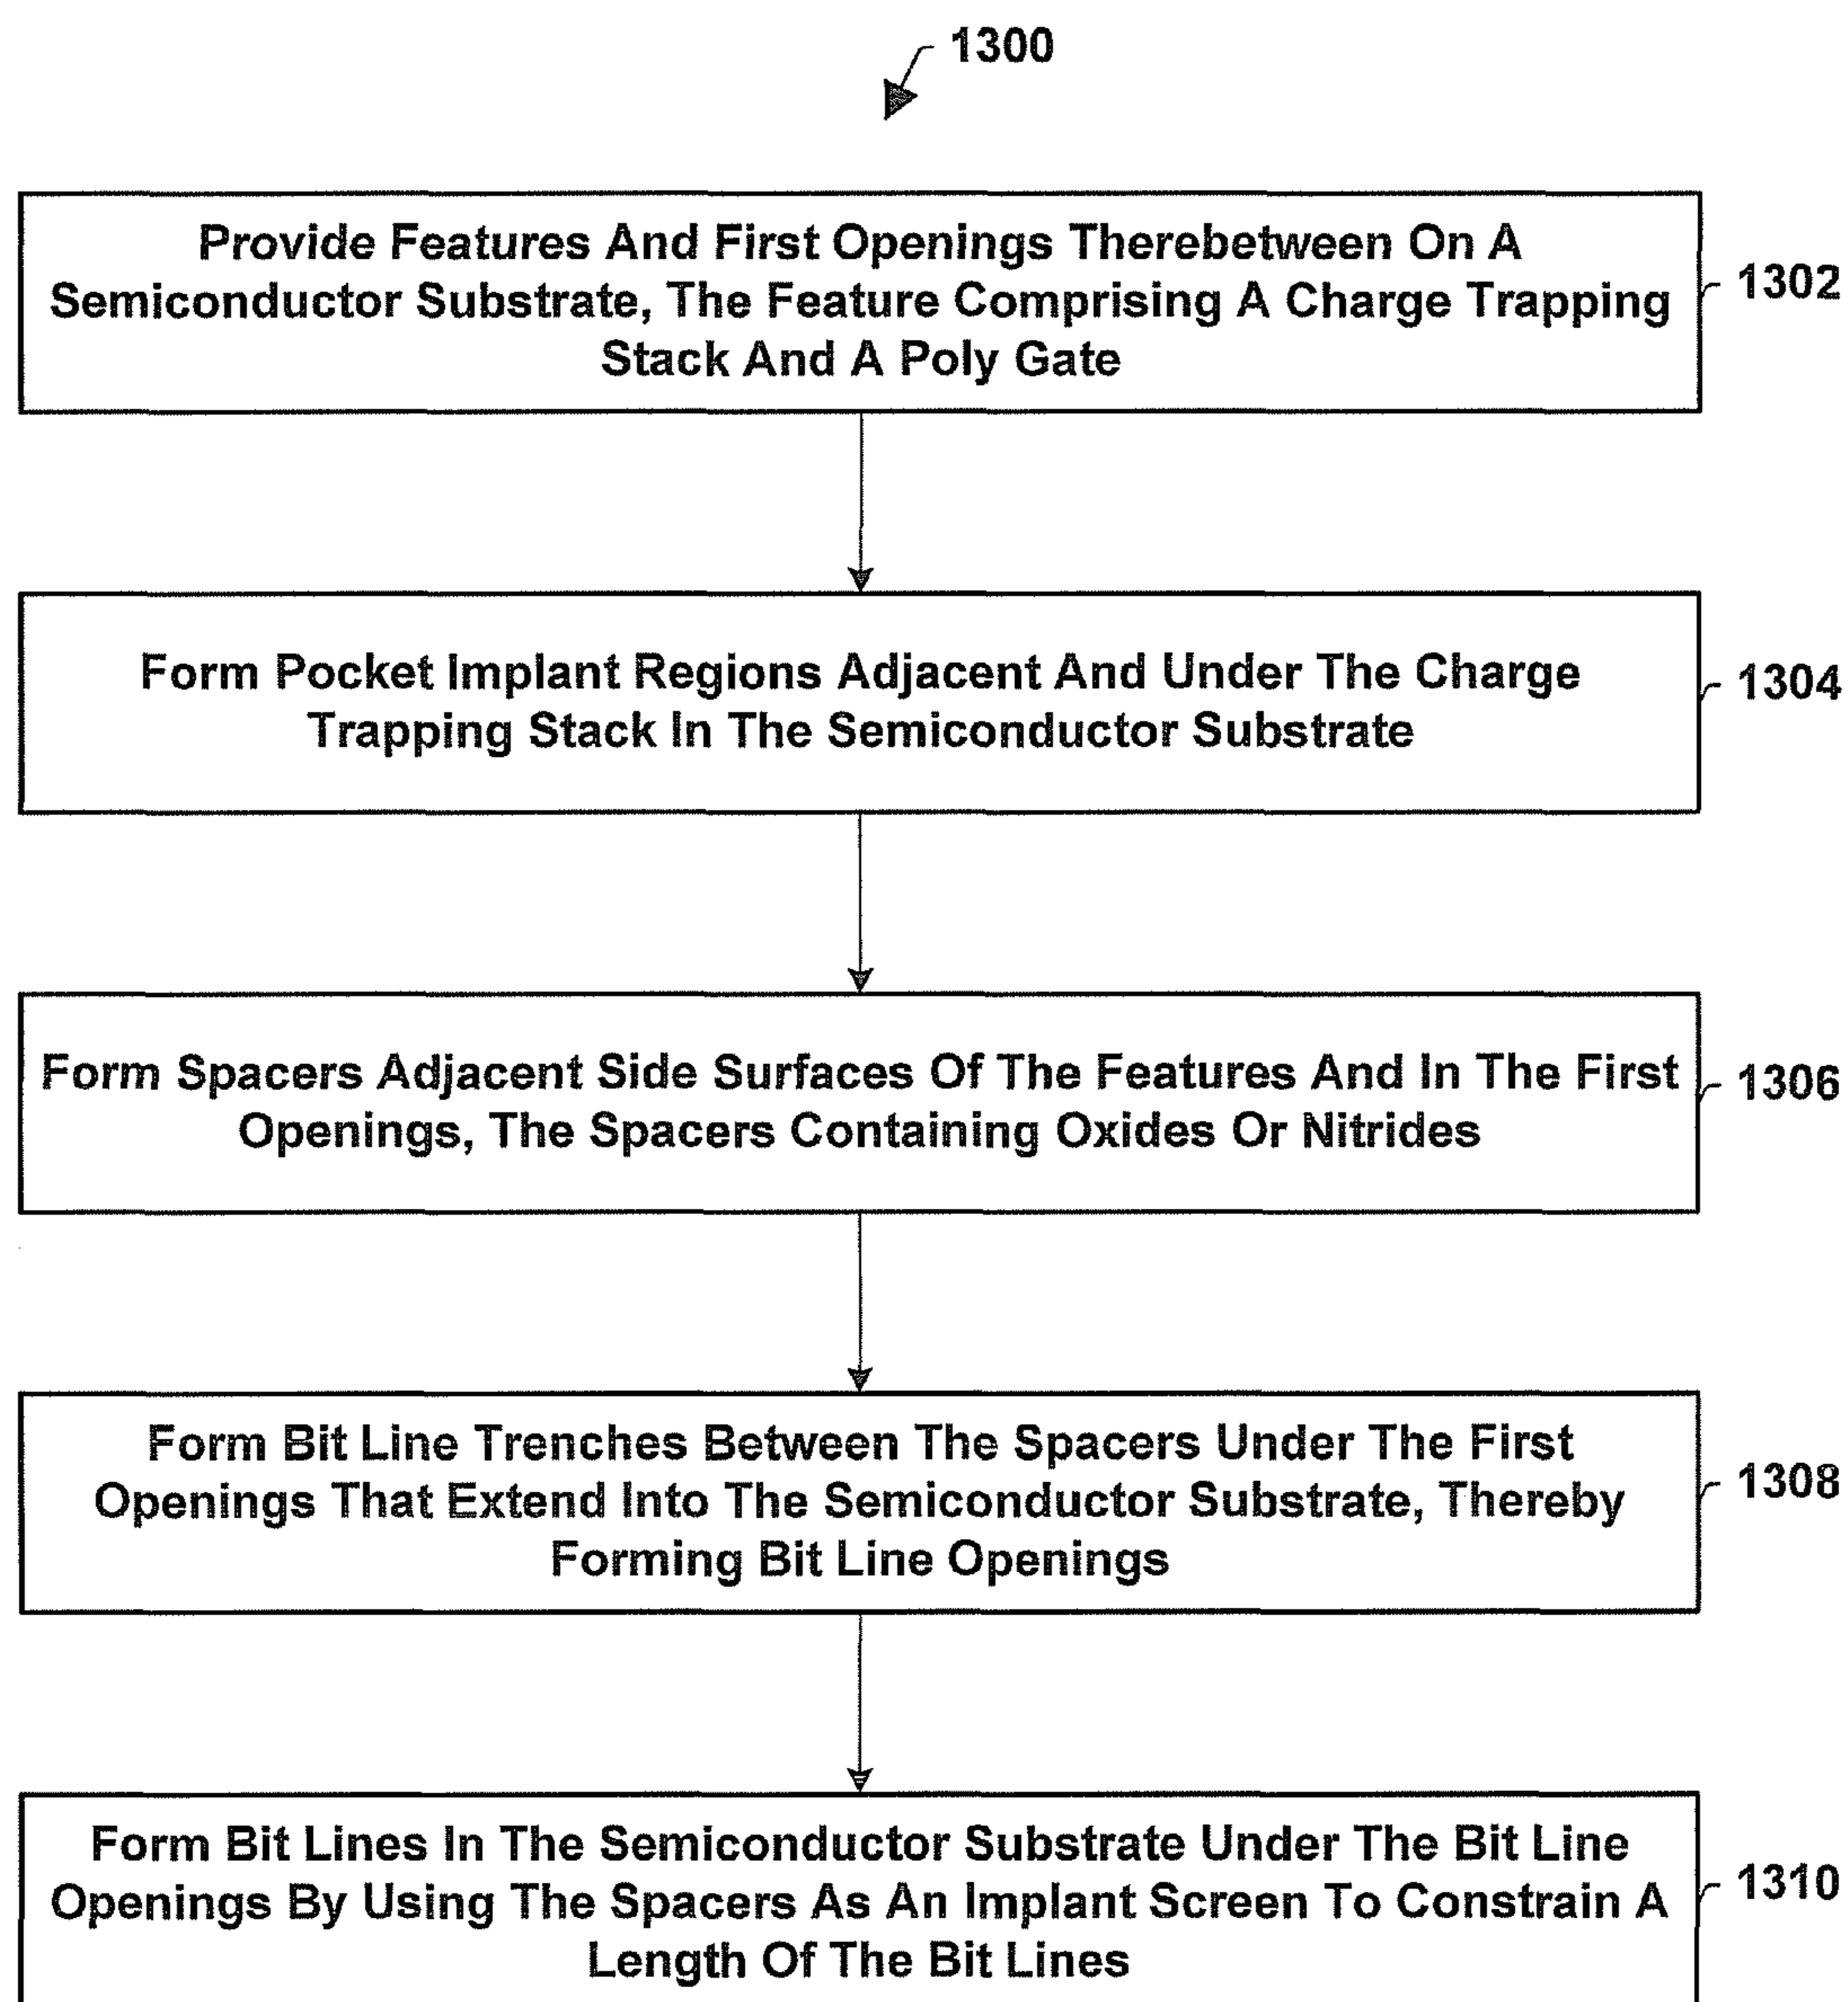 1300
Provide Features And First Openings Therebetween On A
Semiconductor Substrate, The Feature Comprising A Charge Trapping
Stack And A Poly Gate
1302
Form Pocket Implant Regions Adjacent And Under The Charge
Trapping Stack In The Semiconductor Substrate
1304
Form Spacers Adjacent Side Surfaces Of The Features And In The First
Openings, The Spacers Containing Oxides Or Nitrides
1306
Form Bit Line Trenches Between The Spacers Under The First
Openings That Extend Into The Semiconductor Substrate, Thereby
Forming Bit Line Openings
1308
Form Bit Lines In The Semiconductor Substrate Under The Bit Line
Openings By Using The Spacers As An Implant Screen To Constrain A
Length Of The Bit Lines
1310